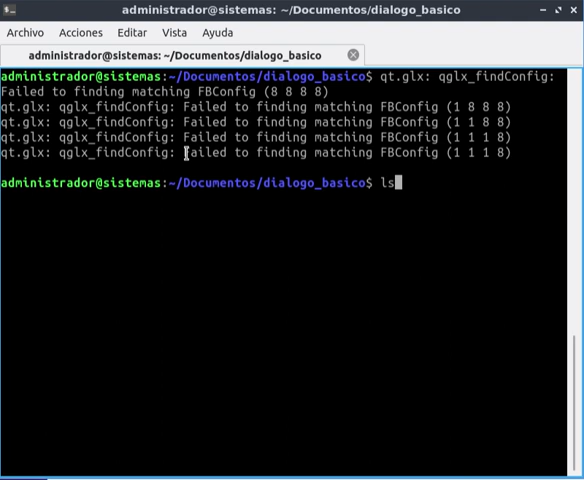 administrador@sistemas: ~/Documentos/dialogo_basico
Archivo Acciones Editar Vista Ayuda
administrador@sistemas: ~/Documentos/dialogo_basico
administrador@sistemas:~/Documentos/dialogo_basico$ qt.glx: qglx_findConfig:
Failed to finding matching FBConfig (8 8 8 8)
qt.glx: qglx_findConfig: Failed to finding matching FBConfig (1 8 8 8)
qt.glx: qglx_findConfig: Failed to finding matching FBConfig (1 1 8 8)
qt.glx: qglx_findConfig: Failed to finding matching FBConfig (1 1 1 8)
qt.glx: qglx_findConfig: Failed to finding matching FBConfig (1 1 1 8)
administrador@sistemas:~/Documentos/dialogo_basico$ ls